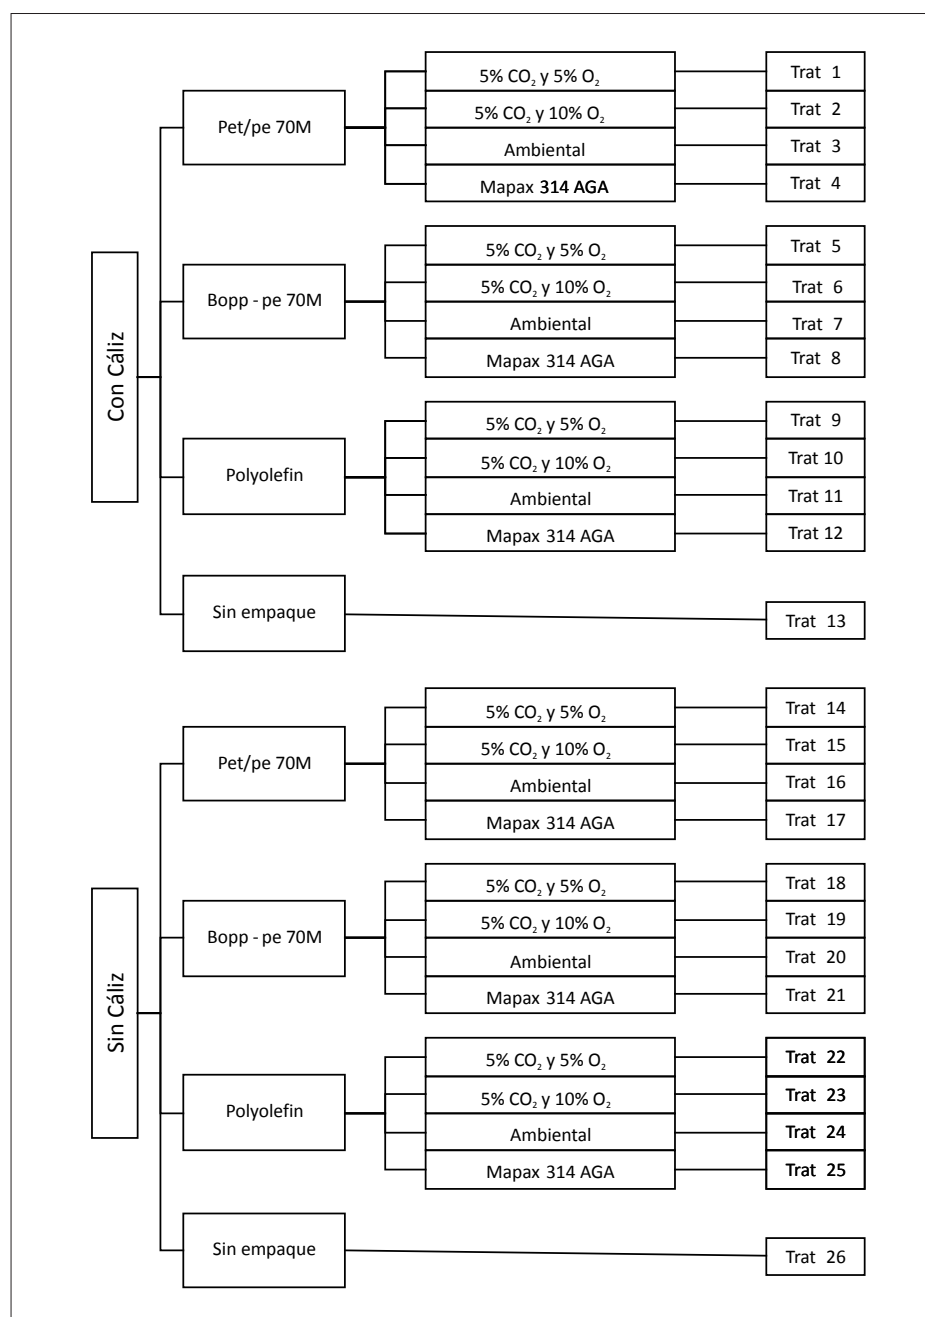 Con Cáliz
Pet/pe 70M
5% CO₂ y 5% O₂
Trat 1
5% CO₂ y 10% O₂
Trat 2
Ambiental
Trat 3
Mapax 314 AGA
Trat 4
Bopp - pe 70M
5% CO₂ y 5% O₂
Trat 5
5% CO₂ y 10% O₂
Trat 6
Ambiental
Trat 7
Mapax 314 AGA
Trat 8
Polyolefin
5% CO₂ y 5% O₂
Trat 9
5% CO₂ y 10% O₂
Trat 10
Ambiental
Trat 11
Mapax 314 AGA
Trat 12
Sin empaque
Trat 13
Sin Cáliz
Pet/pe 70M
5% CO₂ y 5% O₂
Trat 14
5% CO₂ y 10% O₂
Trat 15
Ambiental
Trat 16
Mapax 314 AGA
Trat 17
Bopp - pe 70M
5% CO₂ y 5% O₂
Trat 18
5% CO₂ y 10% O₂
Trat 19
Ambiental
Trat 20
Mapax 314 AGA
Trat 21
Polyolefin
5% CO₂ y 5% O₂
Trat 22
5% CO₂ y 10% O₂
Trat 23
Ambiental
Trat 24
Mapax 314 AGA
Trat 25
Sin empaque
Trat 26